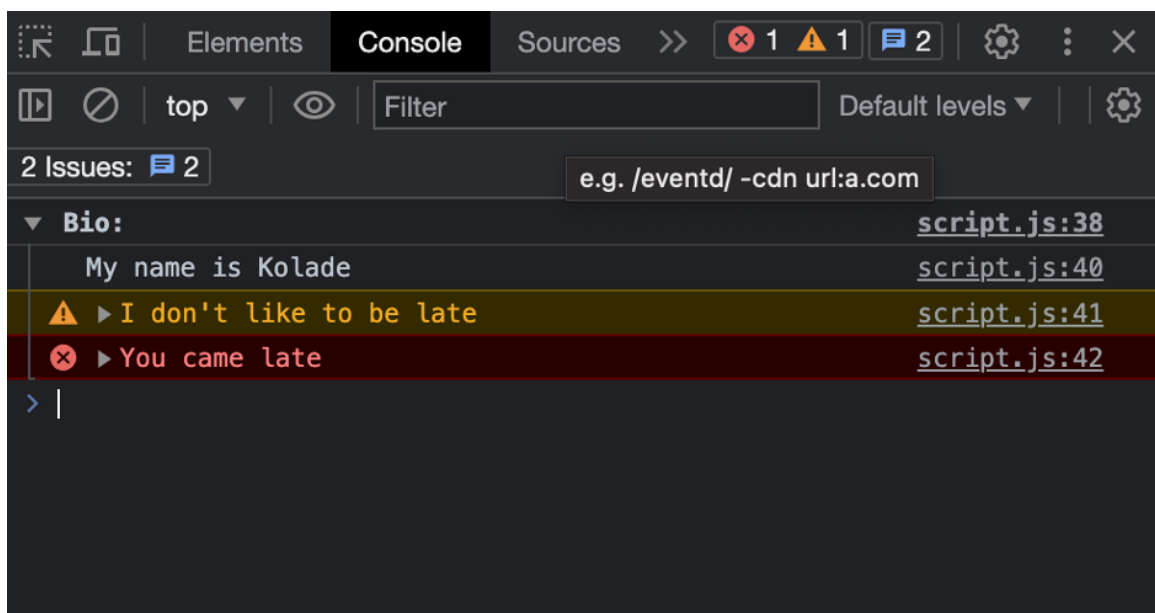 Elements Console Sources >> 1 1 2
top Filter Default levels
2 Issues: 2
e.g. /eventd/ -cdn url:a.com
Bio: script.js:38
My name is Kolade script.js:40
I don't like to be late script.js:41
You came late script.js:42
>